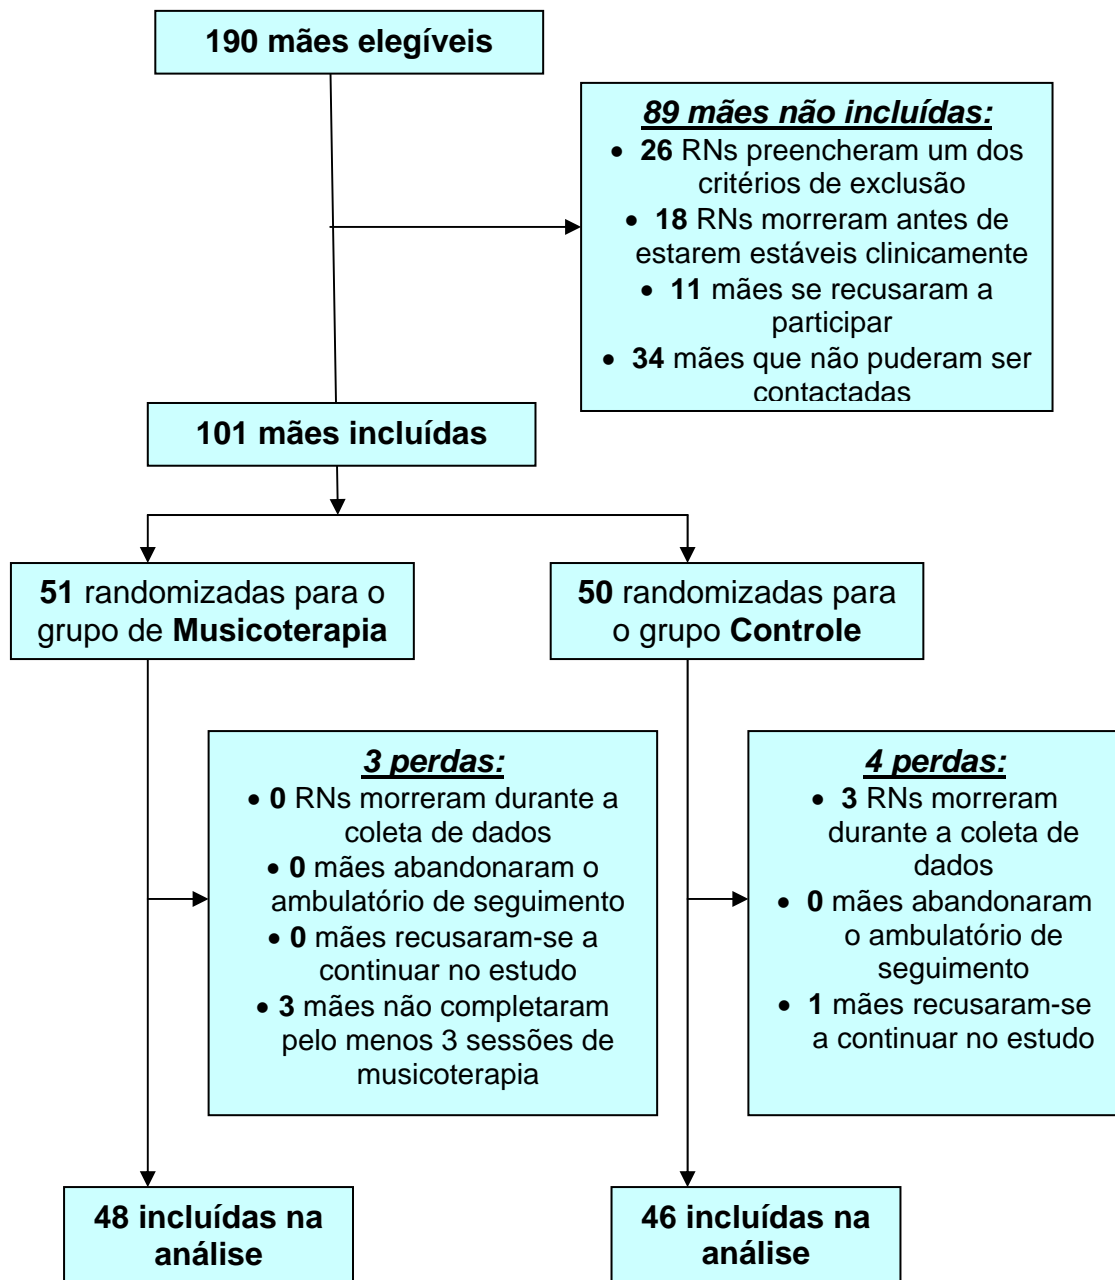 190 mães elegíveis
89 mães não incluídas:
• 26 RNs preencheram um dos
critérios de exclusão
• 18 RNs morreram antes de
estarem estáveis clinicamente
• 11 mães se recusaram a
participar
• 34 mães que não puderam ser
contactadas
101 mães incluídas
51 randomizadas para o
grupo de Musicoterapia
50 randomizadas para
o grupo Controle
3 perdas:
• 0 RNs morreram durante a
coleta de dados
• 0 mães abandonaram o
ambulatório de seguimento
• 0 mães recusaram-se a
continuar no estudo
• 3 mães não completaram
pelo menos 3 sessões de
musicoterapia
4 perdas:
• 3 RNs morreram
durante a coleta de
dados
• 0 mães abandonaram
o ambulatório de
seguimento
• 1 mães recusaram-se
a continuar no estudo
48 incluídas na
análise
46 incluídas na
análise